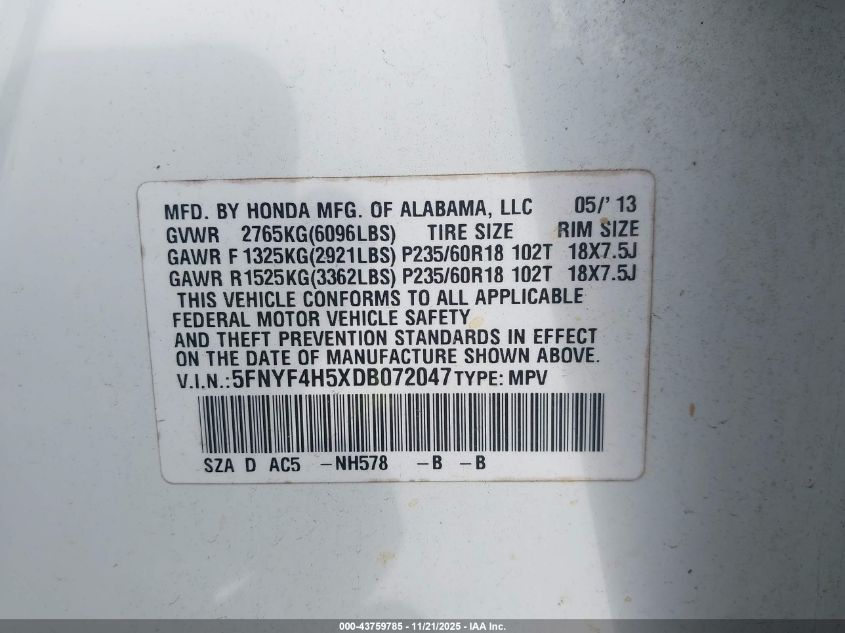 MFD. BY HONDA MFG. OF ALABAMA, LLC 05/'13
GVWR 2765KG(6096LBS) TIRE SIZE RIM SIZE
GAWR F 1325KG(2921LBS) P235/60R18 102T 18X7.5J
GAWR R1525KG(3362LBS) P235/60R18 102T 18X7.5J
THIS VEHICLE CONFORMS TO ALL APPLICABLE
FEDERAL MOTOR VEHICLE SAFETY
AND THEFT PREVENTION STANDARDS IN EFFECT
ON THE DATE OF MANUFACTURE SHOWN ABOVE.
V.I.N.:5FNYF4H5XDB072047 TYPE: MPV
SZA D AC5 -NH578 -B -B
000-43759785 - 11/21/2025 - IAA Inc.